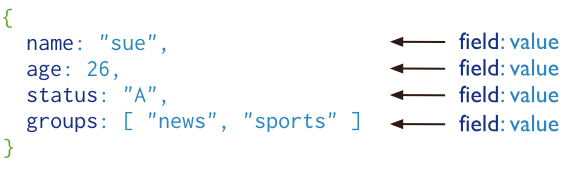 {
name: "sue", field: value
age: 26, field: value
status: "A", field: value
groups: [ "news", "sports" ] field: value
}